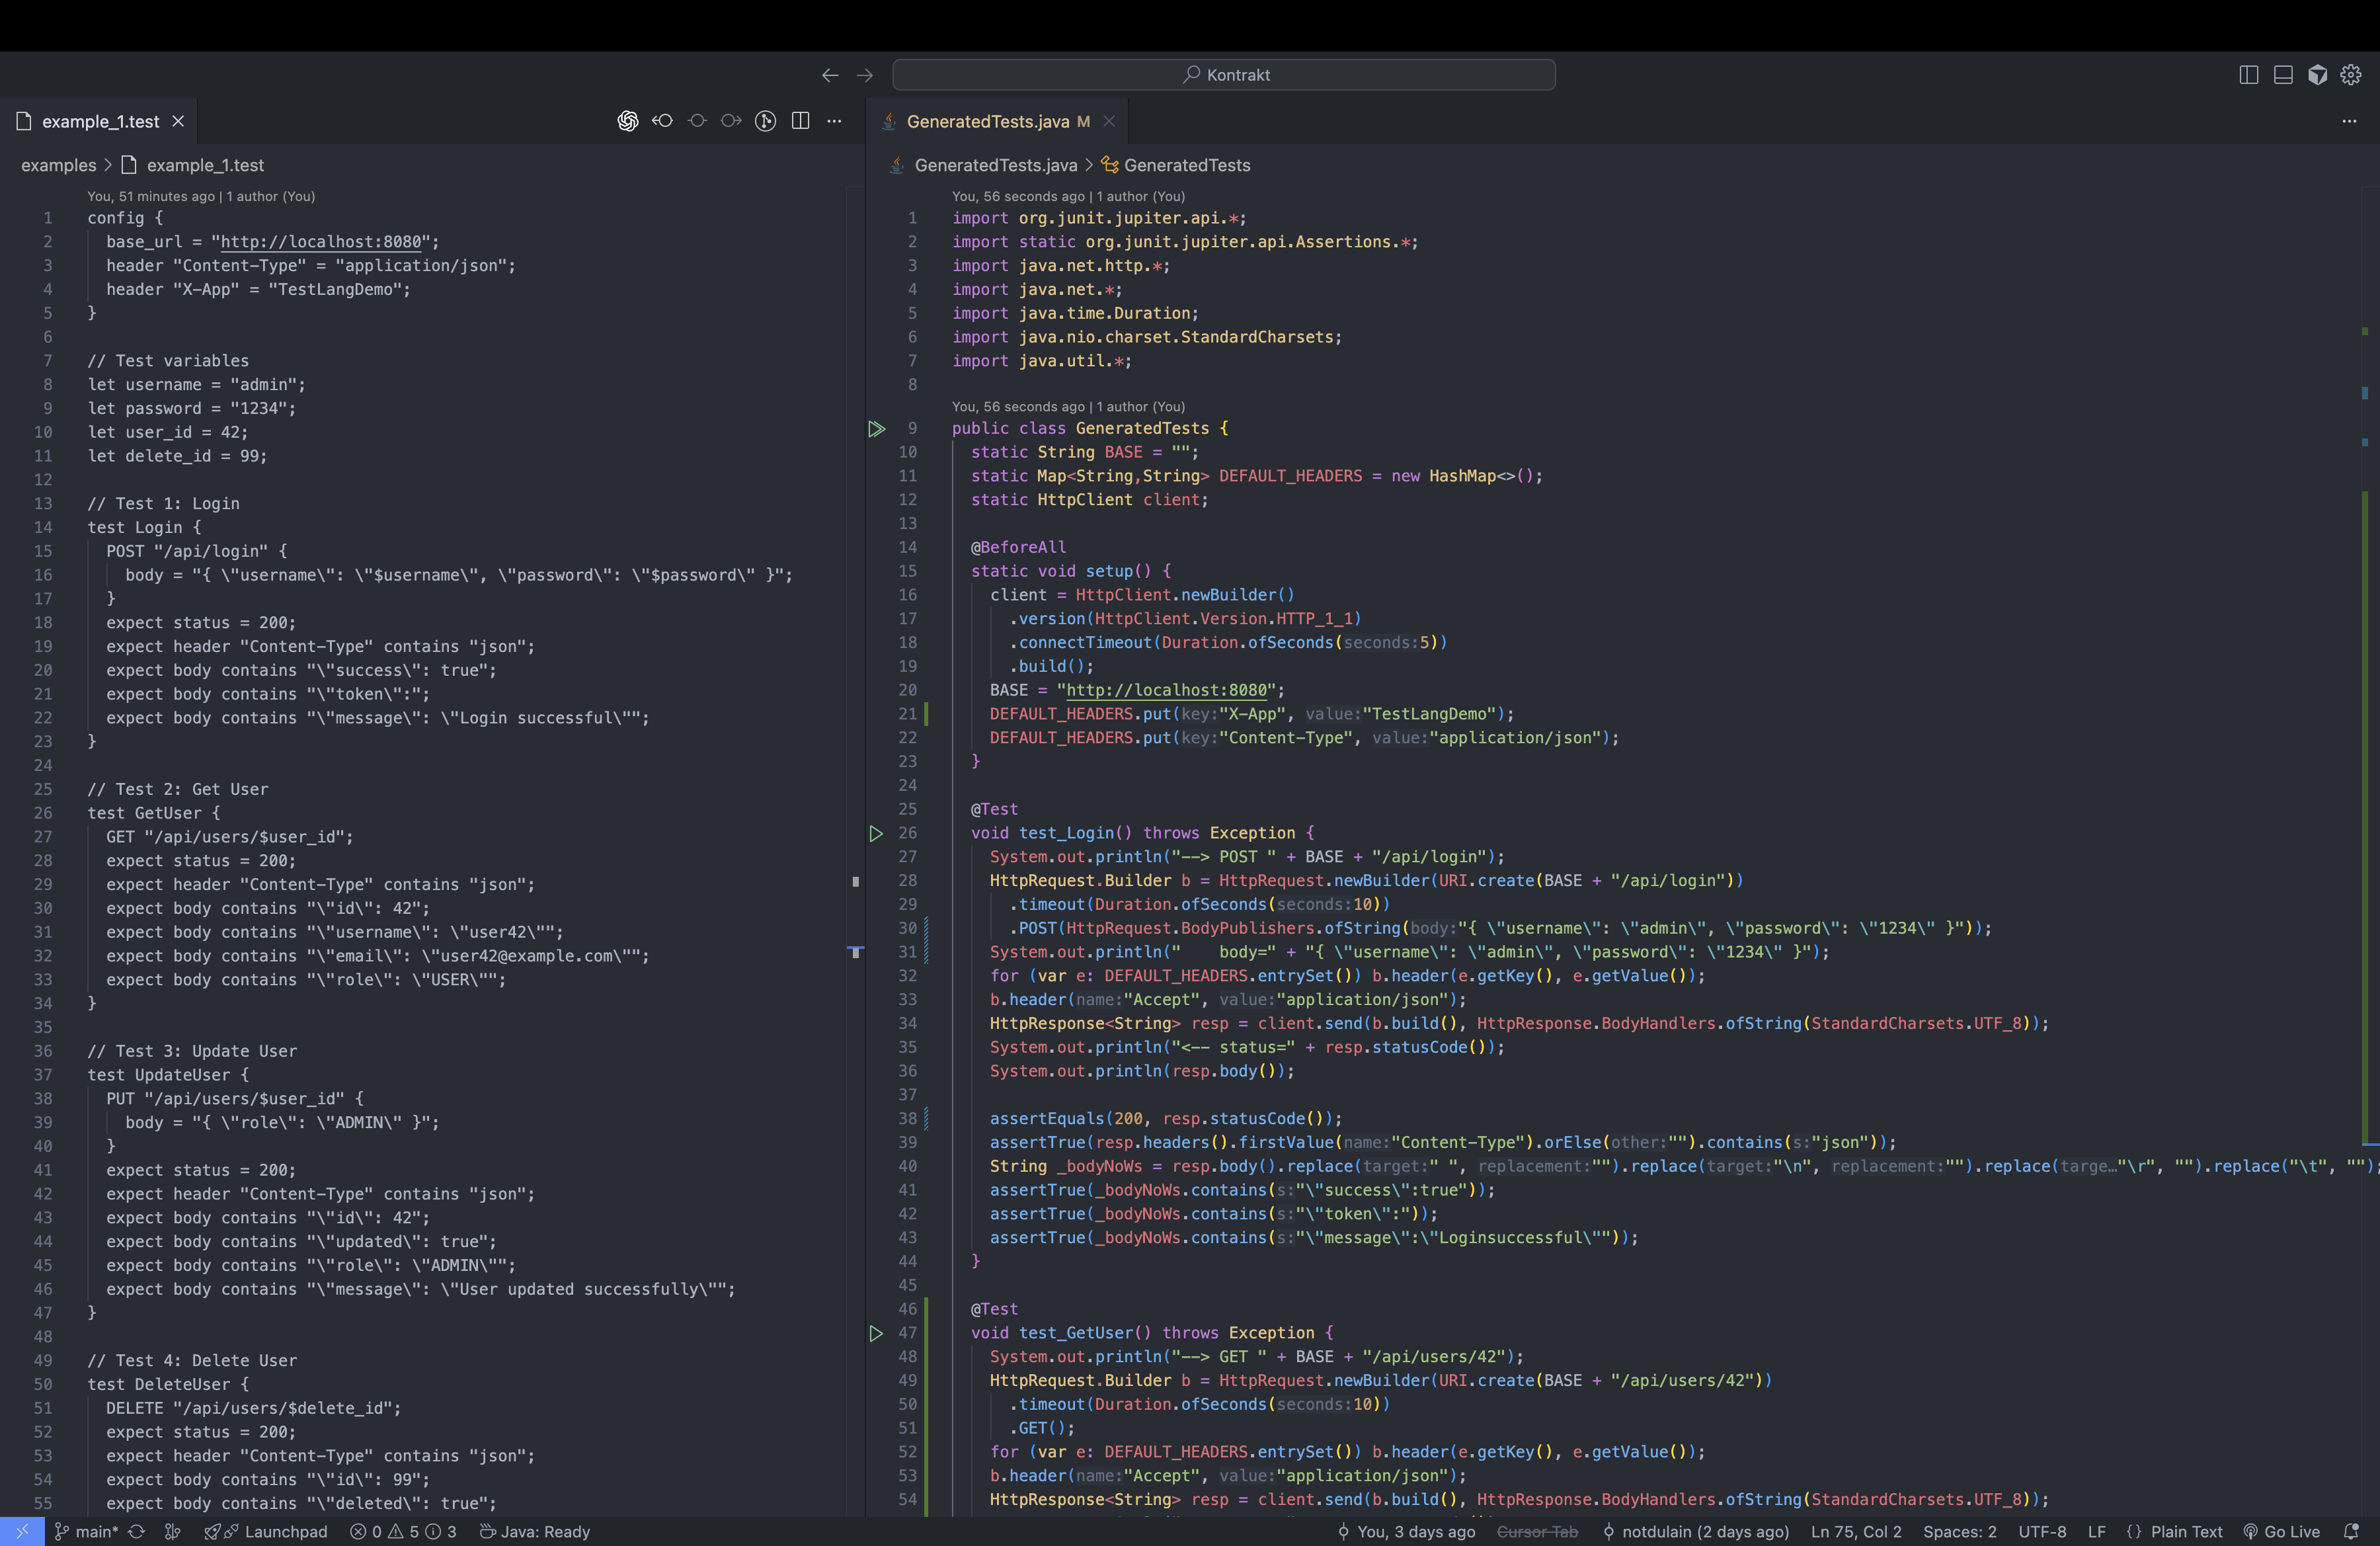 Kontrakt
example_1.test
examples > example_1.test
You, 51 minutes ago | 1 author (You)
1 config {
2 base_url = "http://localhost:8080";
3 header "Content-Type" = "application/json";
4 header "X-App" = "TestLangDemo";
5 }
6
7 // Test variables
8 let username = "admin";
9 let password = "1234";
10 let user_id = 42;
11 let delete_id = 99;
12
13 // Test 1: Login
14 test Login {
15 POST "/api/login" {
16 body = "{ \"username\": \"$username\", \"password\": \"$password\" }";
17 }
18 expect status = 200;
19 expect header "Content-Type" contains "json";
20 expect body contains "\"success\": true";
21 expect body contains "\"token\":";
22 expect body contains "\"message\": \"Login successful\"";
23 }
24
25 // Test 2: Get User
26 test GetUser {
27 GET "/api/users/$user_id";
28 expect status = 200;
29 expect header "Content-Type" contains "json";
30 expect body contains "\"id\": 42";
31 expect body contains "\"username\": \"user42\"";
32 expect body contains "\"email\": \"user42@example.com\"";
33 expect body contains "\"role\": \"USER\"";
34 }
35
36 // Test 3: Update User
37 test UpdateUser {
38 PUT "/api/users/$user_id" {
39 body = "{ \"role\": \"ADMIN\" }";
40 }
41 expect status = 200;
42 expect header "Content-Type" contains "json";
43 expect body contains "\"id\": 42";
44 expect body contains "\"updated\": true";
45 expect body contains "\"role\": \"ADMIN\"";
46 expect body contains "\"message\": \"User updated successfully\"";
47 }
48
49 // Test 4: Delete User
50 test DeleteUser {
51 DELETE "/api/users/$delete_id";
52 expect status = 200;
53 expect header "Content-Type" contains "json";
54 expect body contains "\"id\": 99";
55 expect body contains "\"deleted\": true";
GeneratedTests.java M
GeneratedTests.java > GeneratedTests
You, 56 seconds ago | 1 author (You)
1 import org.junit.jupiter.api.*;
2 import static org.junit.jupiter.api.Assertions.*;
3 import java.net.http.*;
4 import java.net.*;
5 import java.time.Duration;
6 import java.nio.charset.StandardCharsets;
7 import java.util.*;
8
You, 56 seconds ago | 1 author (You)
9 public class GeneratedTests {
10 static String BASE = "";
11 static Map<String,String> DEFAULT_HEADERS = new HashMap<>();
12 static HttpClient client;
13
14 @BeforeAll
15 static void setup() {
16 client = HttpClient.newBuilder()
17 .version(HttpClient.Version.HTTP_1_1)
18 .connectTimeout(Duration.ofSeconds(seconds:5))
19 .build();
20 BASE = "http://localhost:8080";
21 DEFAULT_HEADERS.put(key:"X-App", value:"TestLangDemo");
22 DEFAULT_HEADERS.put(key:"Content-Type", value:"application/json");
23 }
24
25 @Test
26 void test_Login() throws Exception {
27 System.out.println("--> POST " + BASE + "/api/login");
28 HttpRequest.Builder b = HttpRequest.newBuilder(URI.create(BASE + "/api/login"))
29 .timeout(Duration.ofSeconds(seconds:10))
30 .POST(HttpRequest.BodyPublishers.ofString(body:"{ \"username\": \"admin\", \"password\": \"1234\" }"));
31 System.out.println("    body=" + "{ \"username\": \"admin\", \"password\": \"1234\" }");
32 for (var e: DEFAULT_HEADERS.entrySet()) b.header(e.getKey(), e.getValue());
33 b.header(name:"Accept", value:"application/json");
34 HttpResponse<String> resp = client.send(b.build(), HttpResponse.BodyHandlers.ofString(StandardCharsets.UTF_8));
35 System.out.println("<-- status=" + resp.statusCode());
36 System.out.println(resp.body());
37
38 assertEquals(200, resp.statusCode());
39 assertTrue(resp.headers().firstValue(name:"Content-Type").orElse(other:"").contains(s:"json"));
40 String _bodyNoWs = resp.body().replace(target:" ", replacement:"").replace(target:"\n", replacement:"").replace(targe…"\r", "").replace("\t", "");
41 assertTrue(_bodyNoWs.contains(s:"\"success\":true"));
42 assertTrue(_bodyNoWs.contains(s:"\"token\":"));
43 assertTrue(_bodyNoWs.contains(s:"\"message\":\"Loginsuccessful\""));
44 }
45
46 @Test
47 void test_GetUser() throws Exception {
48 System.out.println("--> GET " + BASE + "/api/users/42");
49 HttpRequest.Builder b = HttpRequest.newBuilder(URI.create(BASE + "/api/users/42"))
50 .timeout(Duration.ofSeconds(seconds:10))
51 .GET();
52 for (var e: DEFAULT_HEADERS.entrySet()) b.header(e.getKey(), e.getValue());
53 b.header(name:"Accept", value:"application/json");
54 HttpResponse<String> resp = client.send(b.build(), HttpResponse.BodyHandlers.ofString(StandardCharsets.UTF_8));
main* Launchpad 0 5 3 Java: Ready You, 3 days ago Cursor Tab notdulain (2 days ago) Ln 75, Col 2 Spaces: 2 UTF-8 LF {} Plain Text Go Live